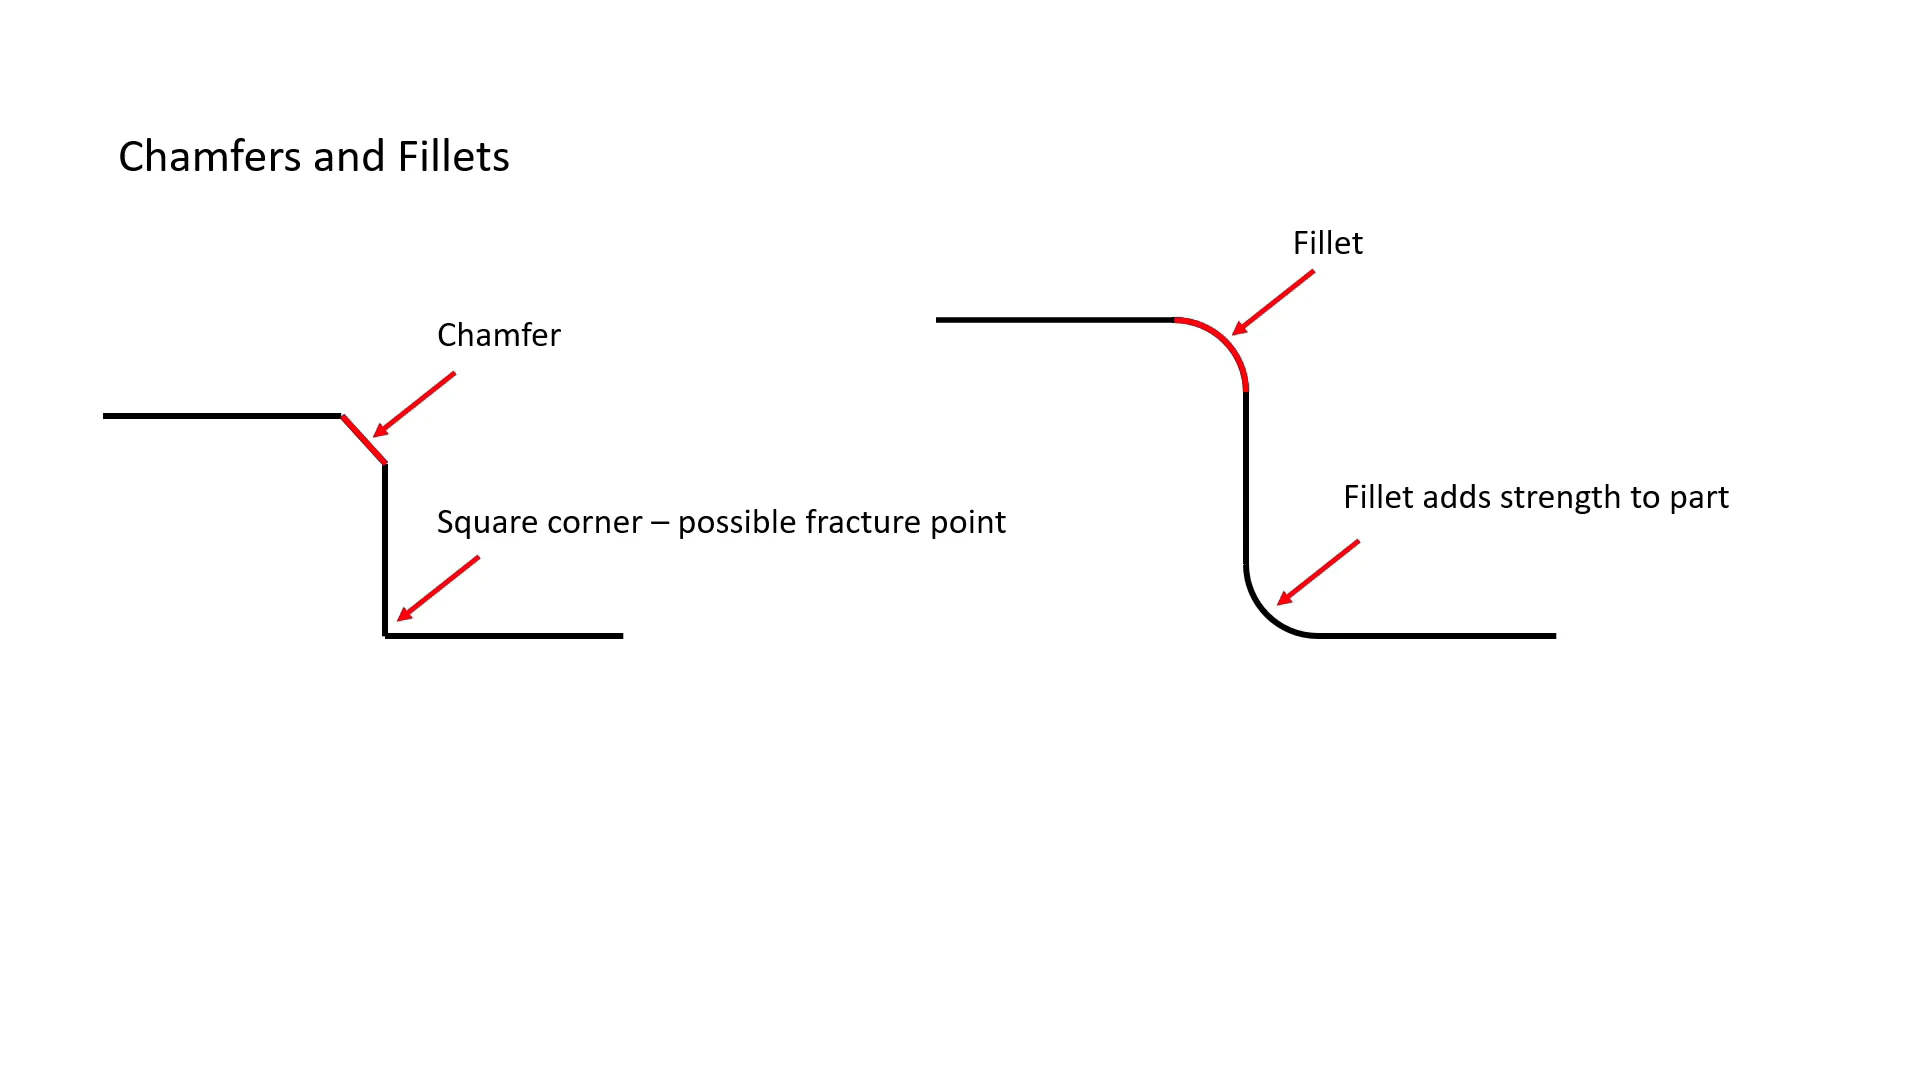 Chamfers and Fillets
Fillet
Chamfer
Fillet adds strength to part
Square corner – possible fracture point